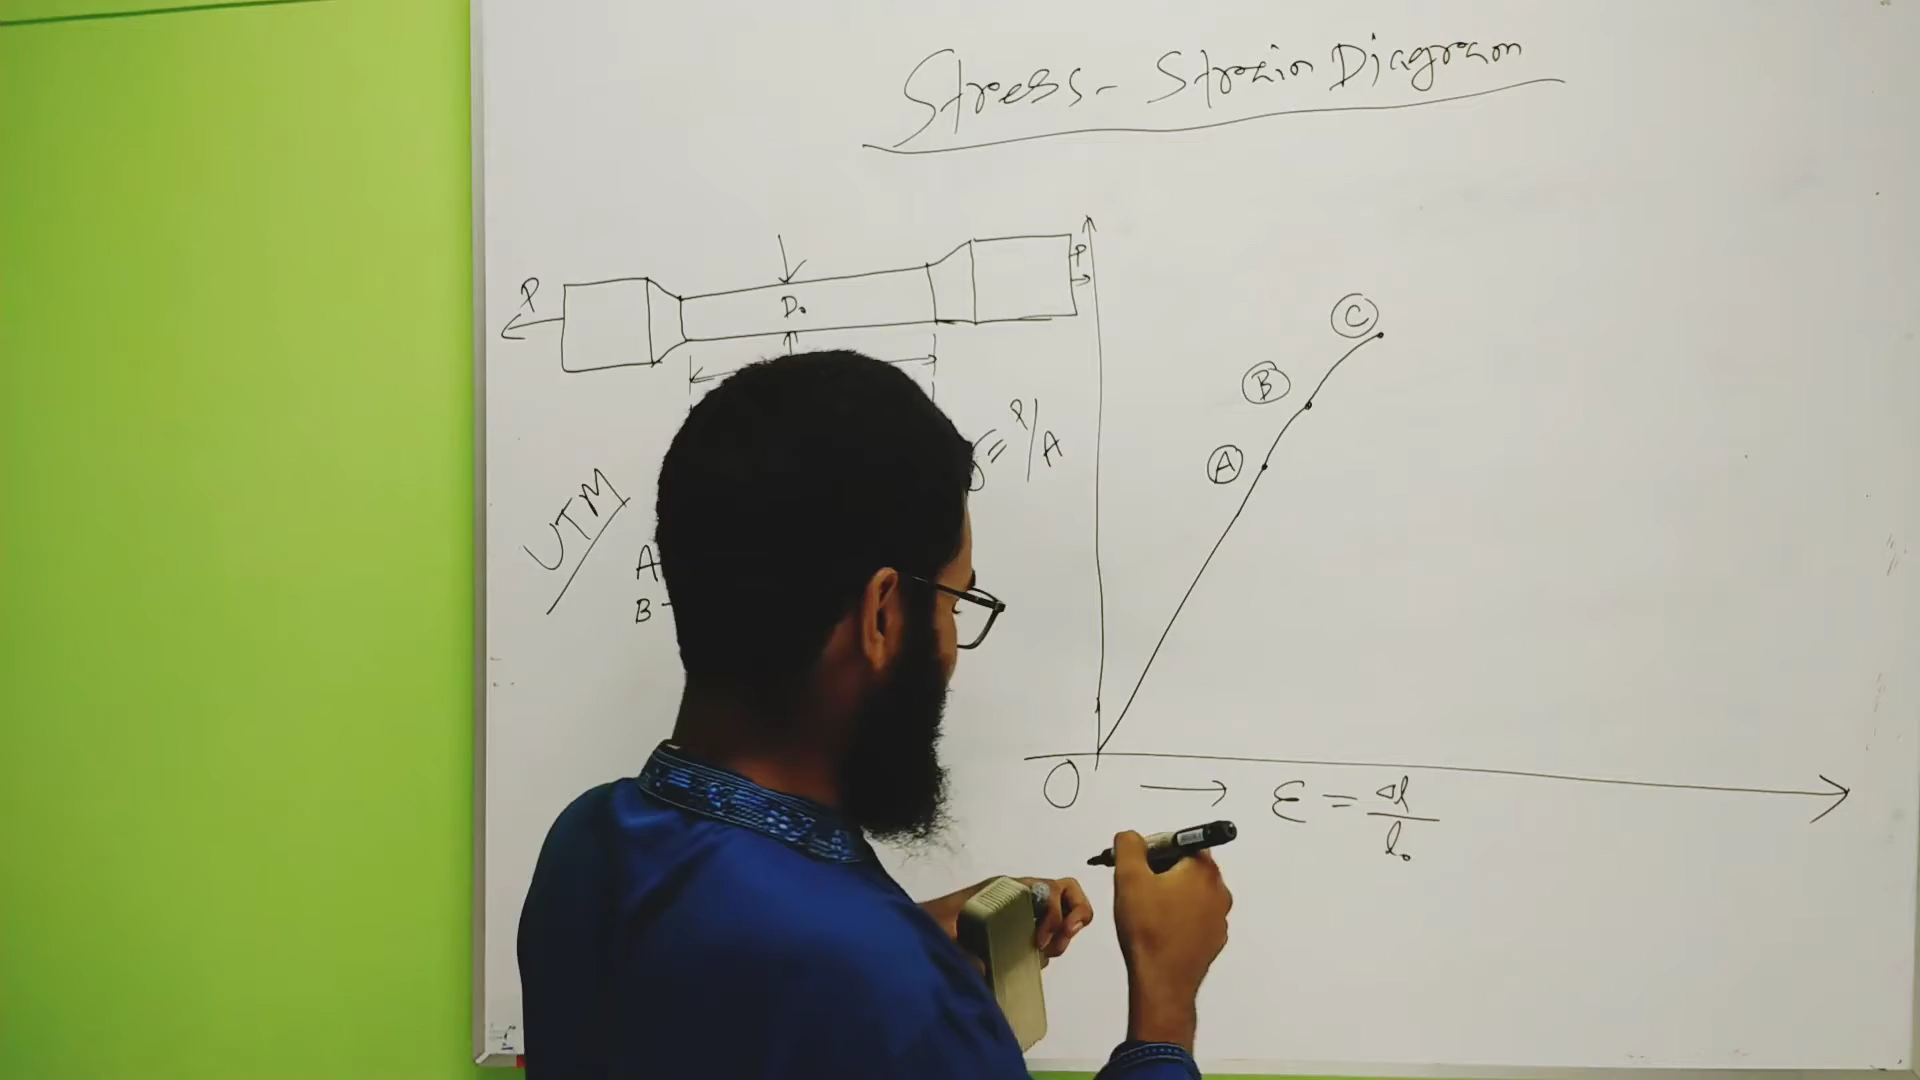 Stress - Strain Diagram
P
P
D₀
C
B
A
σ = P/A
UTM
A
B -
O
→ ε = Δl/l₀